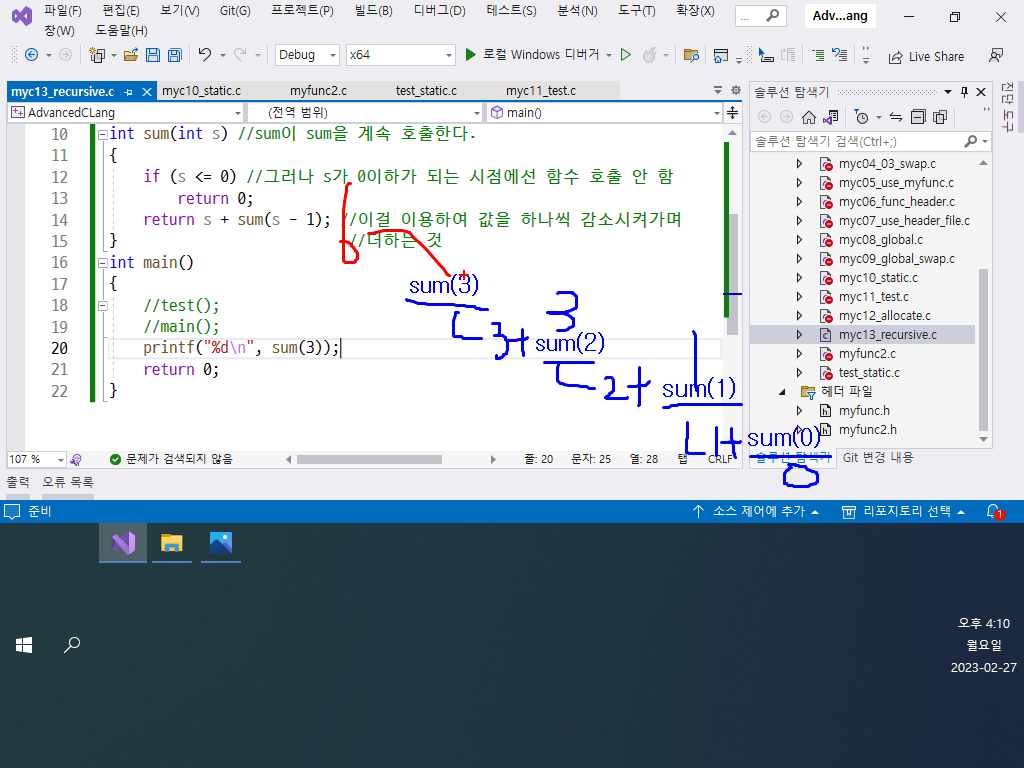 파일(F) 편집(E) 보기(V) Git(G) 프로젝트(P) 빌드(B) 디버그(D) 테스트(S) 분석(N) 도구(T) 확장(X) ... Adv...ang
창(W) 도움말(H)
Debug x64 로컬 Windows 디버거 Live Share
myc13_recursive.c myc10_static.c myfunc2.c test_static.c myc11_test.c
AdvancedCLang (전역 범위) main()
10 int sum(int s) //sum이 sum을 계속 호출한다.
11 {
12 if (s <= 0) //그러나 s가 0이하가 되는 시점에선 함수 호출 안 함
13 return 0;
14 return s + sum(s - 1); //이걸 이용하여 값을 하나씩 감소시켜가며
15 } //더하는 것
16 int main()
17 {
18 //test();
19 //main();
20 printf("%d\n", sum(3));
21 return 0;
22 }
6
sum(3)
3
3+ sum(2)
1
2+ sum(1)
1+ sum(0)
0
107 % 문제가 검색되지 않음 줄: 20 문자: 25 열: 28 탭 CRLF
출력 오류 목록
솔루션 탐색기
솔루션 탐색기 검색(Ctrl+;)
myc04_03_swap.c
myc05_use_myfunc.c
myc06_func_header.c
myc07_use_header_file.c
myc08_global.c
myc09_global_swap.c
myc10_static.c
myc11_test.c
myc12_allocate.c
myc13_recursive.c
myfunc2.c
test_static.c
헤더 파일
myfunc.h
myfunc2.h
솔루션 탐색기 Git 변경 내용
진단 도구
준비 소스 제어에 추가 리포지토리 선택 1
오후 4:10
월요일
2023-02-27